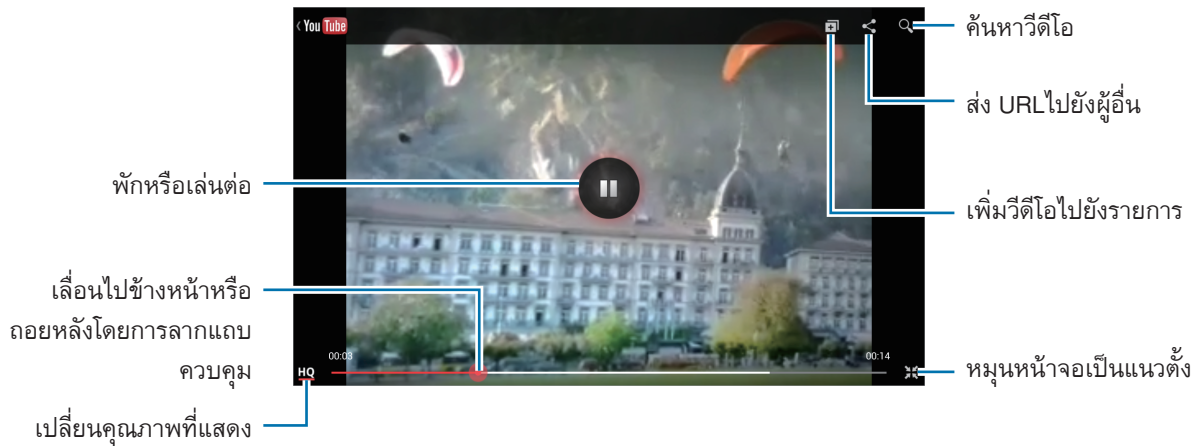 You Tube
ค้นหาวีดีโอ
ส่ง URLไปยังผู้อื่น
พักหรือเล่นต่อ
เพิ่มวีดีโอไปยังรายการ
เลื่อนไปข้างหน้าหรือ
ถอยหลังโดยการลากแถบ
ควบคุม
00:03
00:14
HQ
หมุนหน้าจอเป็นแนวตั้ง
เปลี่ยนคุณภาพที่แสดง